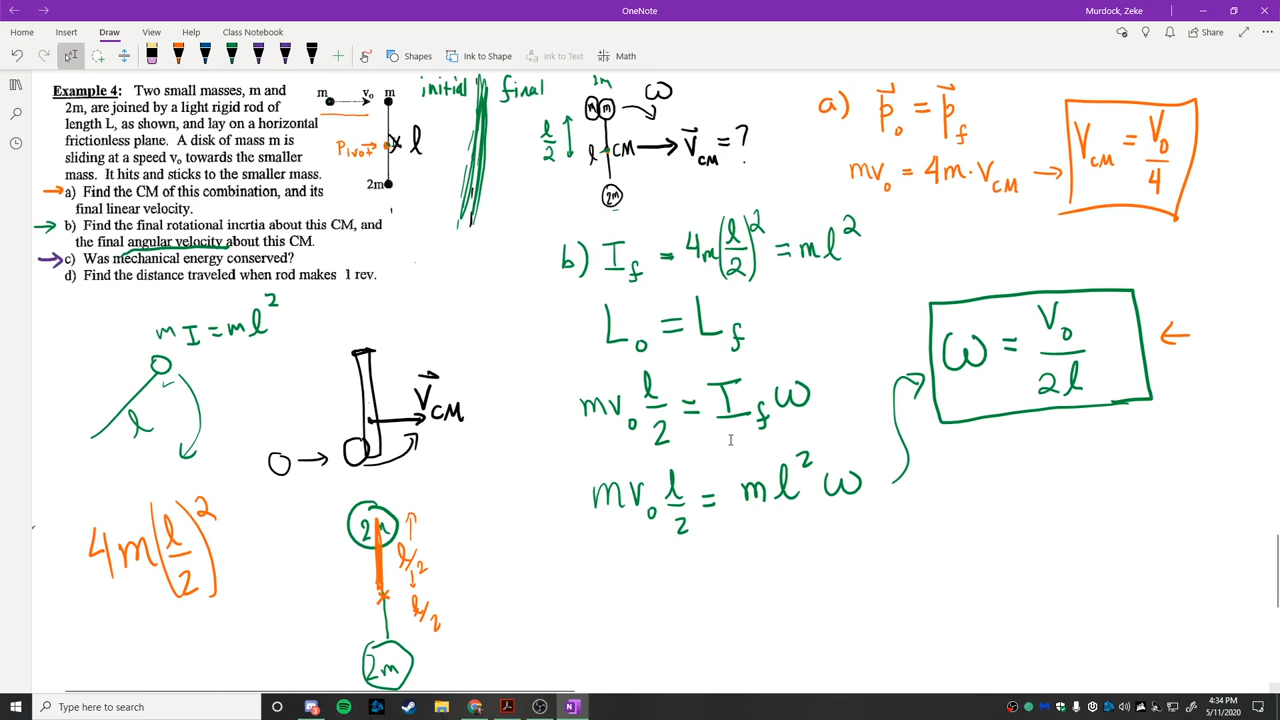 OneNote
Murdock, Zeke
Home Insert Draw View Help Class Notebook
Share
Shapes Ink to Shape Ink to Text Math
Example 4: Two small masses, m and
2m, are joined by a light rigid rod of
length L, as shown, and lay on a horizontal
frictionless plane. A disk of mass m is
sliding at a speed vₒ towards the smaller
mass. It hits and sticks to the smaller mass.
a) Find the CM of this combination, and its
final linear velocity.
b) Find the final rotational inertia about this CM, and
the final angular velocity about this CM.
c) Was mechanical energy conserved?
d) Find the distance traveled when rod makes 1 rev.
m vₒ m
Pivot
l
2m
initial final
2m
m m
ω
l/2
l CM → V⃗CM = ?
2m
a) p⃗₀ = p⃗f
mv₀ = 4m · VCM →
VCM = V₀/4
b) If = 4m(l/2)² = ml²
L₀ = Lf
mv₀ l/2 = If ω
mv₀ l/2 = ml² ω
ω = V₀/2l
m I = ml²
l
V⃗CM
4m(l/2)²
2m
l/2
l/2
2m
Type here to search
4:34 PM
5/11/2020